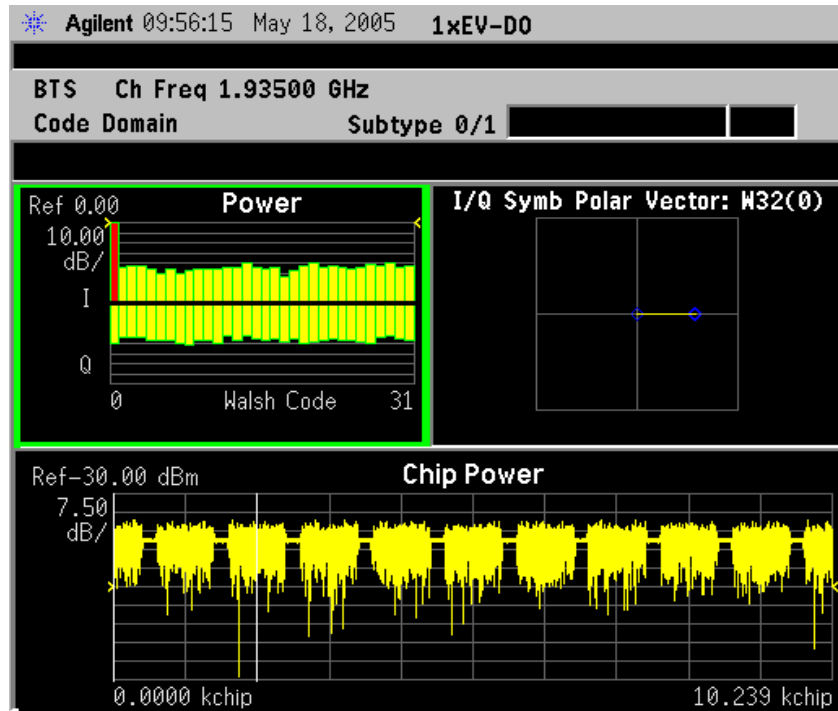 Agilent 09:56:15 May 18, 2005 1xEV-DO
BTS Ch Freq 1.93500 GHz
Code Domain Subtype 0/1
Ref 0.00 Power
10.00
dB/
I
Q
0 Walsh Code 31
I/Q Symb Polar Vector: W32(0)
Ref-30.00 dBm Chip Power
7.50
dB/
0.0000 kchip 10.239 kchip